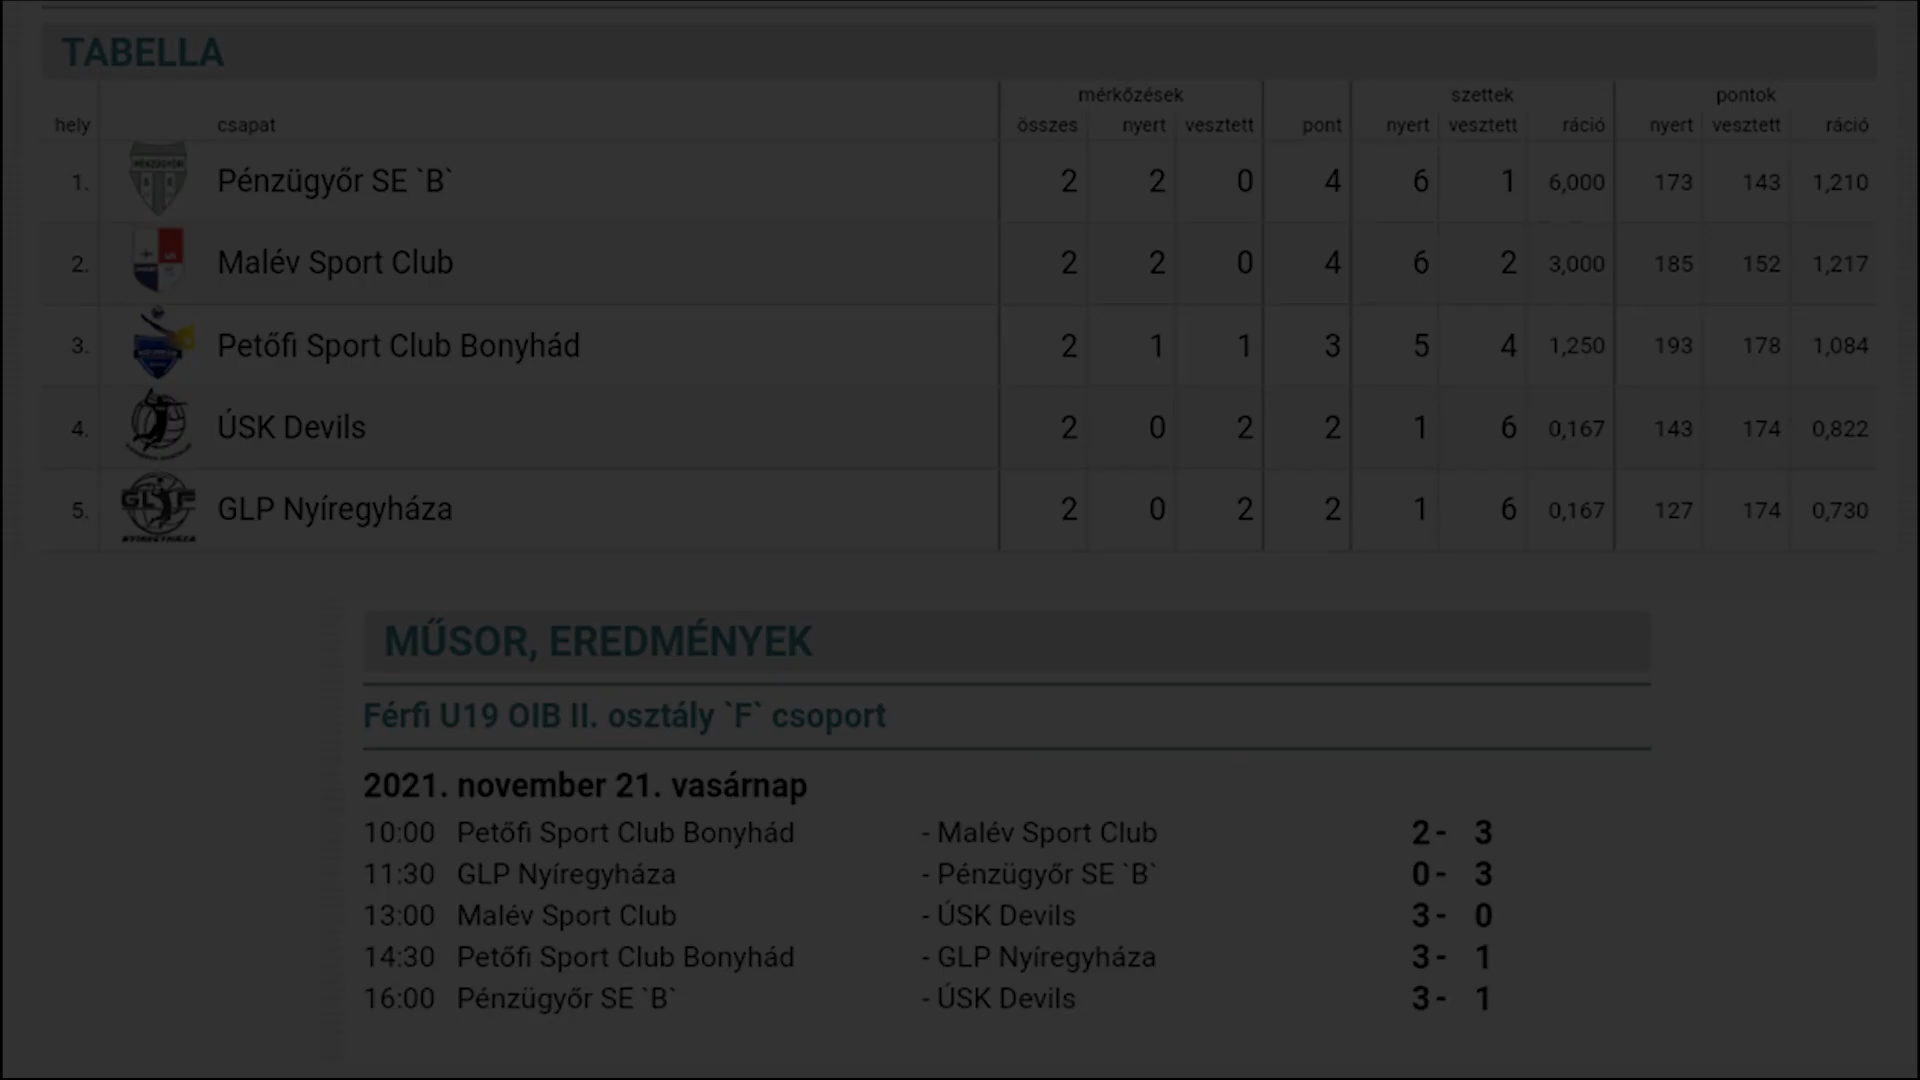 TABELLA
mérkőzések szettek pontok
hely csapat összes nyert vesztett pont nyert vesztett ráció nyert vesztett ráció
1. Pénzügyőr SE `B` 2 2 0 4 6 1 6,000 173 143 1,210
2. Malév Sport Club 2 2 0 4 6 2 3,000 185 152 1,217
3. Petőfi Sport Club Bonyhád 2 1 1 3 5 4 1,250 193 178 1,084
4. ÚSK Devils 2 0 2 2 1 6 0,167 143 174 0,822
5. GLP Nyíregyháza 2 0 2 2 1 6 0,167 127 174 0,730
MŰSOR, EREDMÉNYEK
Férfi U19 OIB II. osztály `F` csoport
2021. november 21. vasárnap
10:00 Petőfi Sport Club Bonyhád - Malév Sport Club 2 - 3
11:30 GLP Nyíregyháza - Pénzügyőr SE `B` 0 - 3
13:00 Malév Sport Club - ÚSK Devils 3 - 0
14:30 Petőfi Sport Club Bonyhád - GLP Nyíregyháza 3 - 1
16:00 Pénzügyőr SE `B` - ÚSK Devils 3 - 1